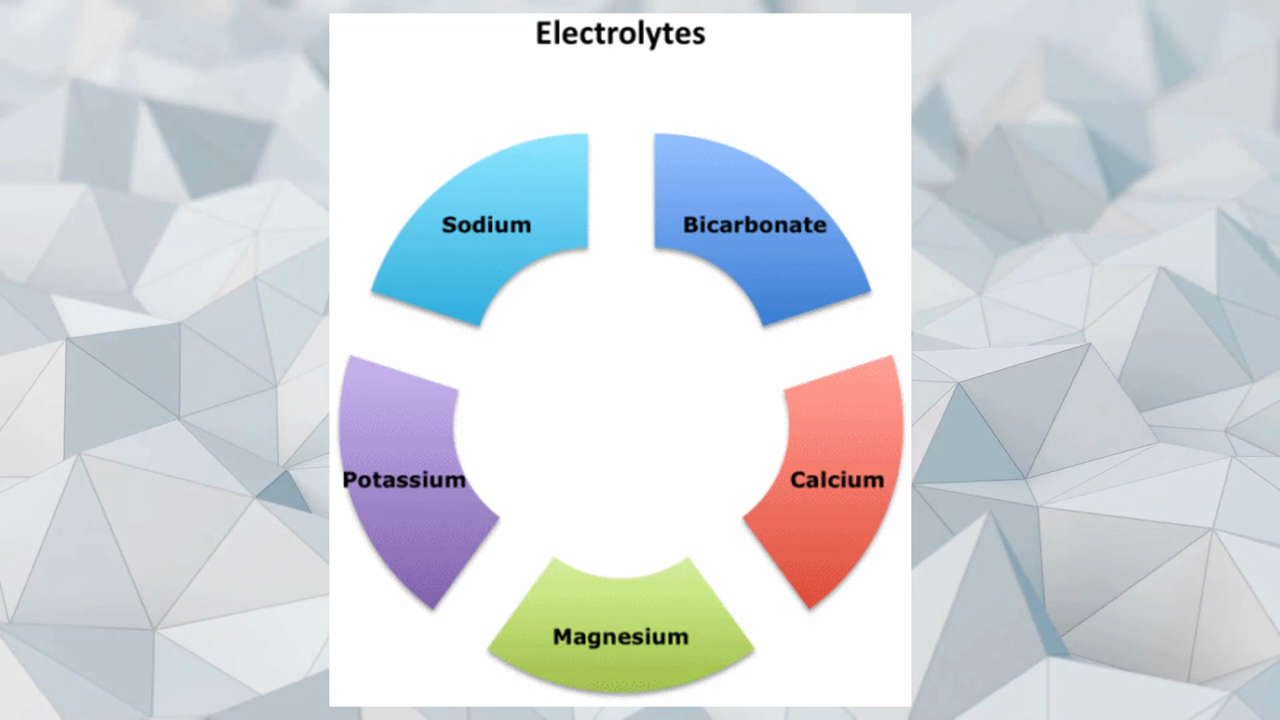 Electrolytes
Sodium
Bicarbonate
Potassium
Calcium
Magnesium